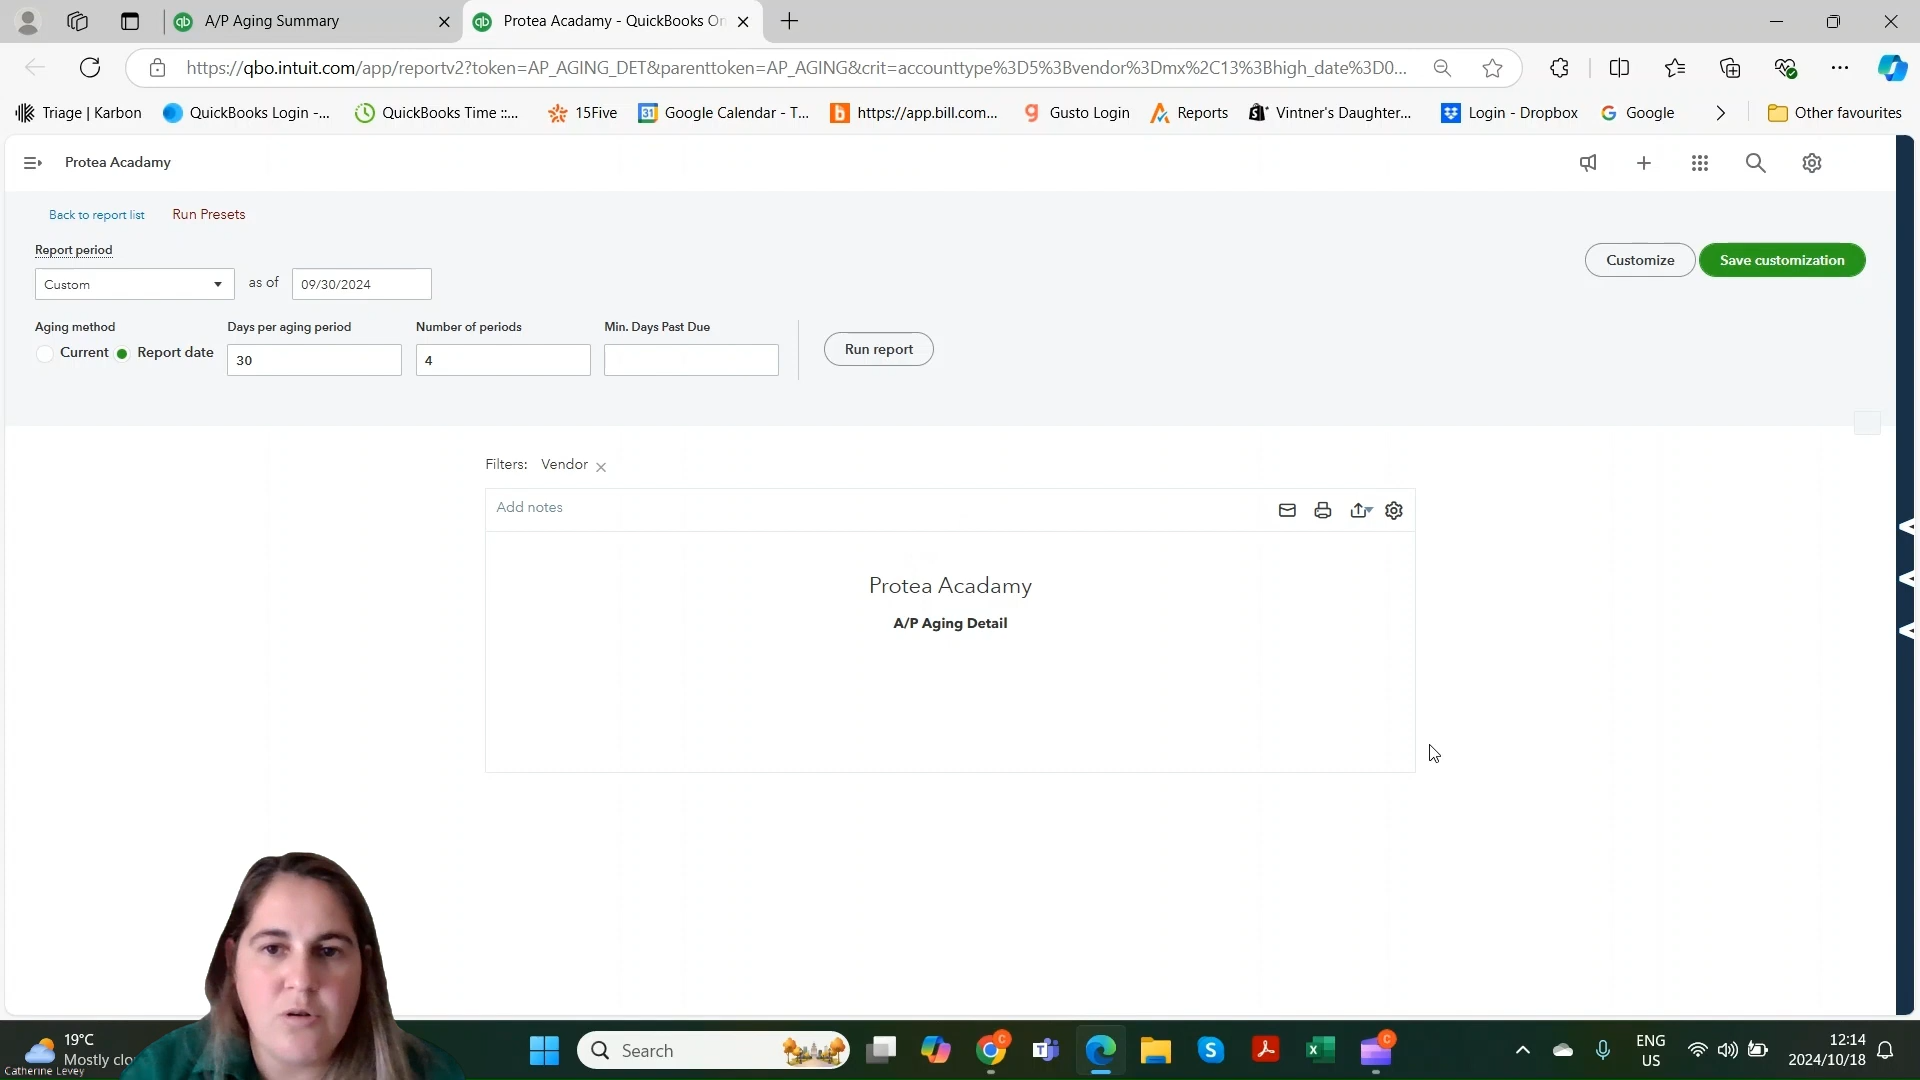 A/P Aging Summary
Protea Acadamy - QuickBooks On
https://qbo.intuit.com/app/reportv2?token=AP_AGING_DET&parenttoken=AP_AGING&crit=accounttype%3D5%3Bvendor%3Dmx%2C13%3Bhigh_date%3D0...
Triage | Karbon
QuickBooks Login -...
QuickBooks Time ::...
15Five
Google Calendar - T...
https://app.bill.com...
Gusto Login
Reports
Vintner's Daughter...
Login - Dropbox
Google
Other favourites
Protea Acadamy
Back to report list
Run Presets
Report period
Custom
as of
09/30/2024
Customize
Save customization
Aging method
Days per aging period
Number of periods
Min. Days Past Due
Current
Report date
30
4
Run report
Filters: Vendor
Add notes
Protea Acadamy
A/P Aging Detail
19°C
Mostly clo
Catherine Levey
Search
ENG
US
12:14
2024/10/18